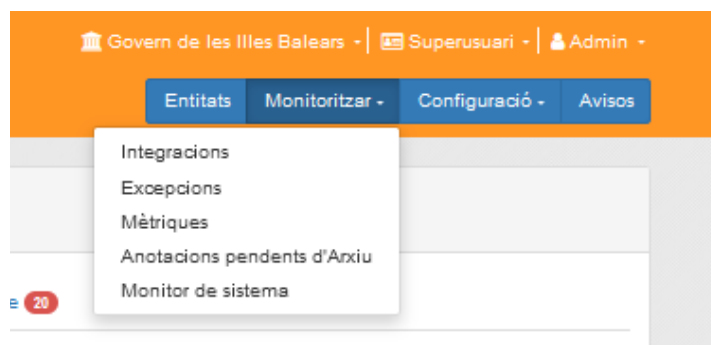 Govern de les Illes Balears Superusuari Admin
Entitats Monitoritzar Configuració Avisos
Integracions
Excepcions
Mètriques
Anotacions pendents d'Arxiu
Monitor de sistema
e 20